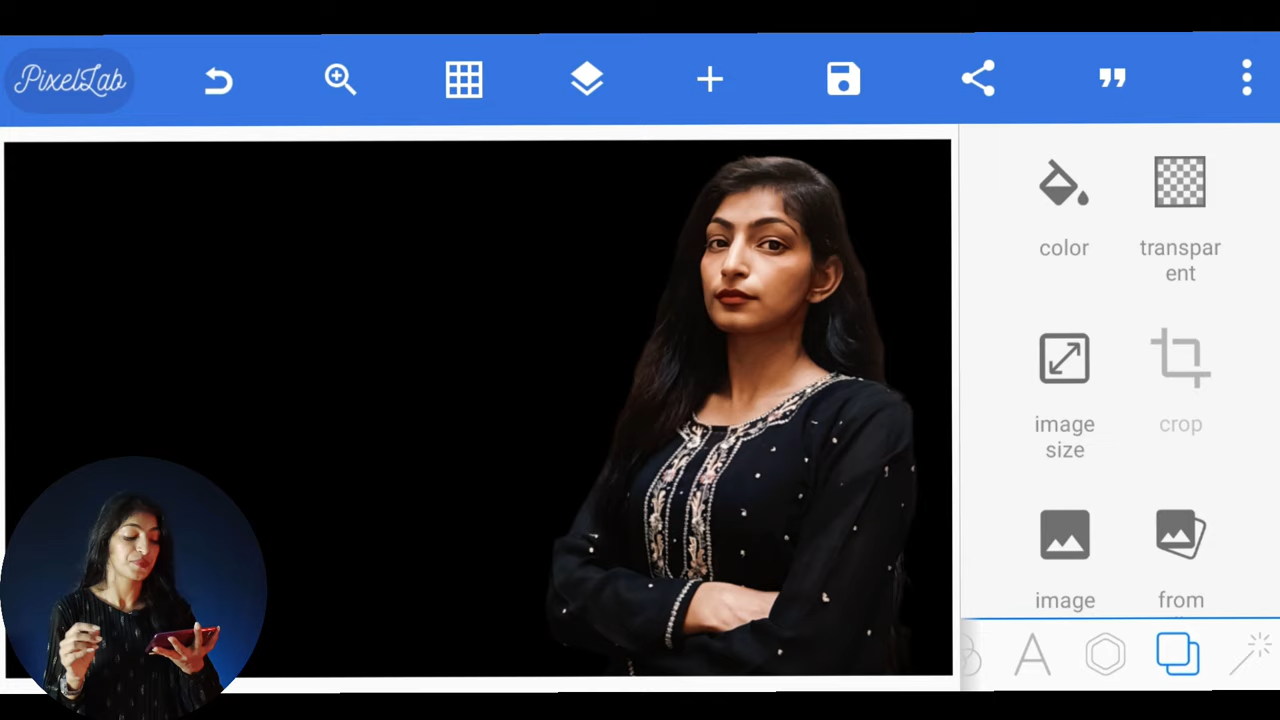 PixelLab
color
transpar
ent
image
size
crop
image
from